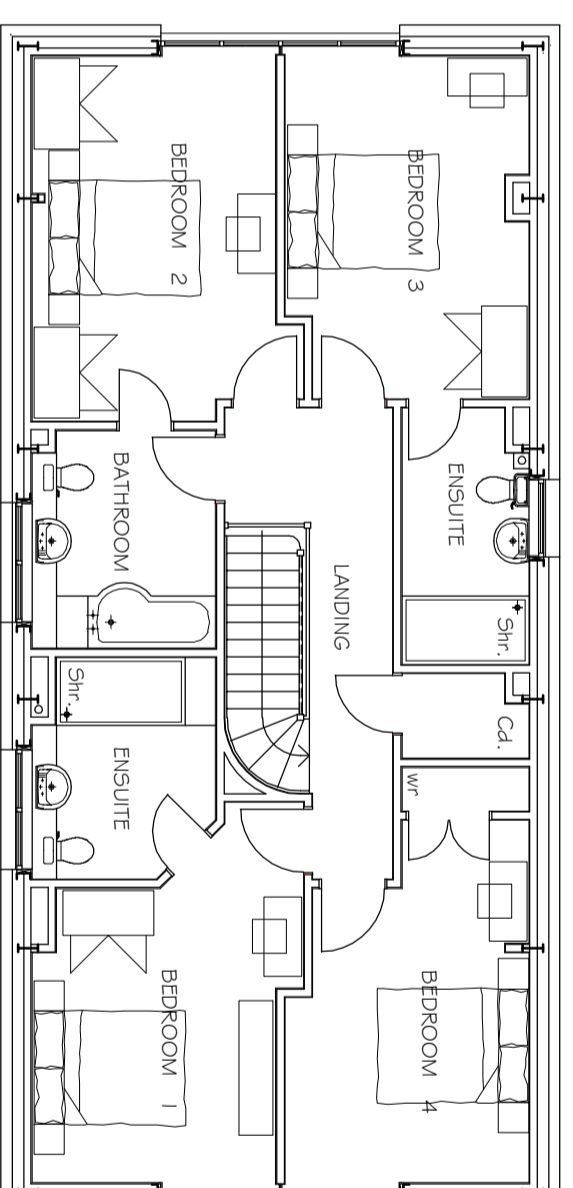 BEDROOM 2
BEDROOM 3
BATHROOM
ENSUITE
LANDING
Shr.
Shr.
Cd.
ENSUITE
wr
BEDROOM 1
BEDROOM 4